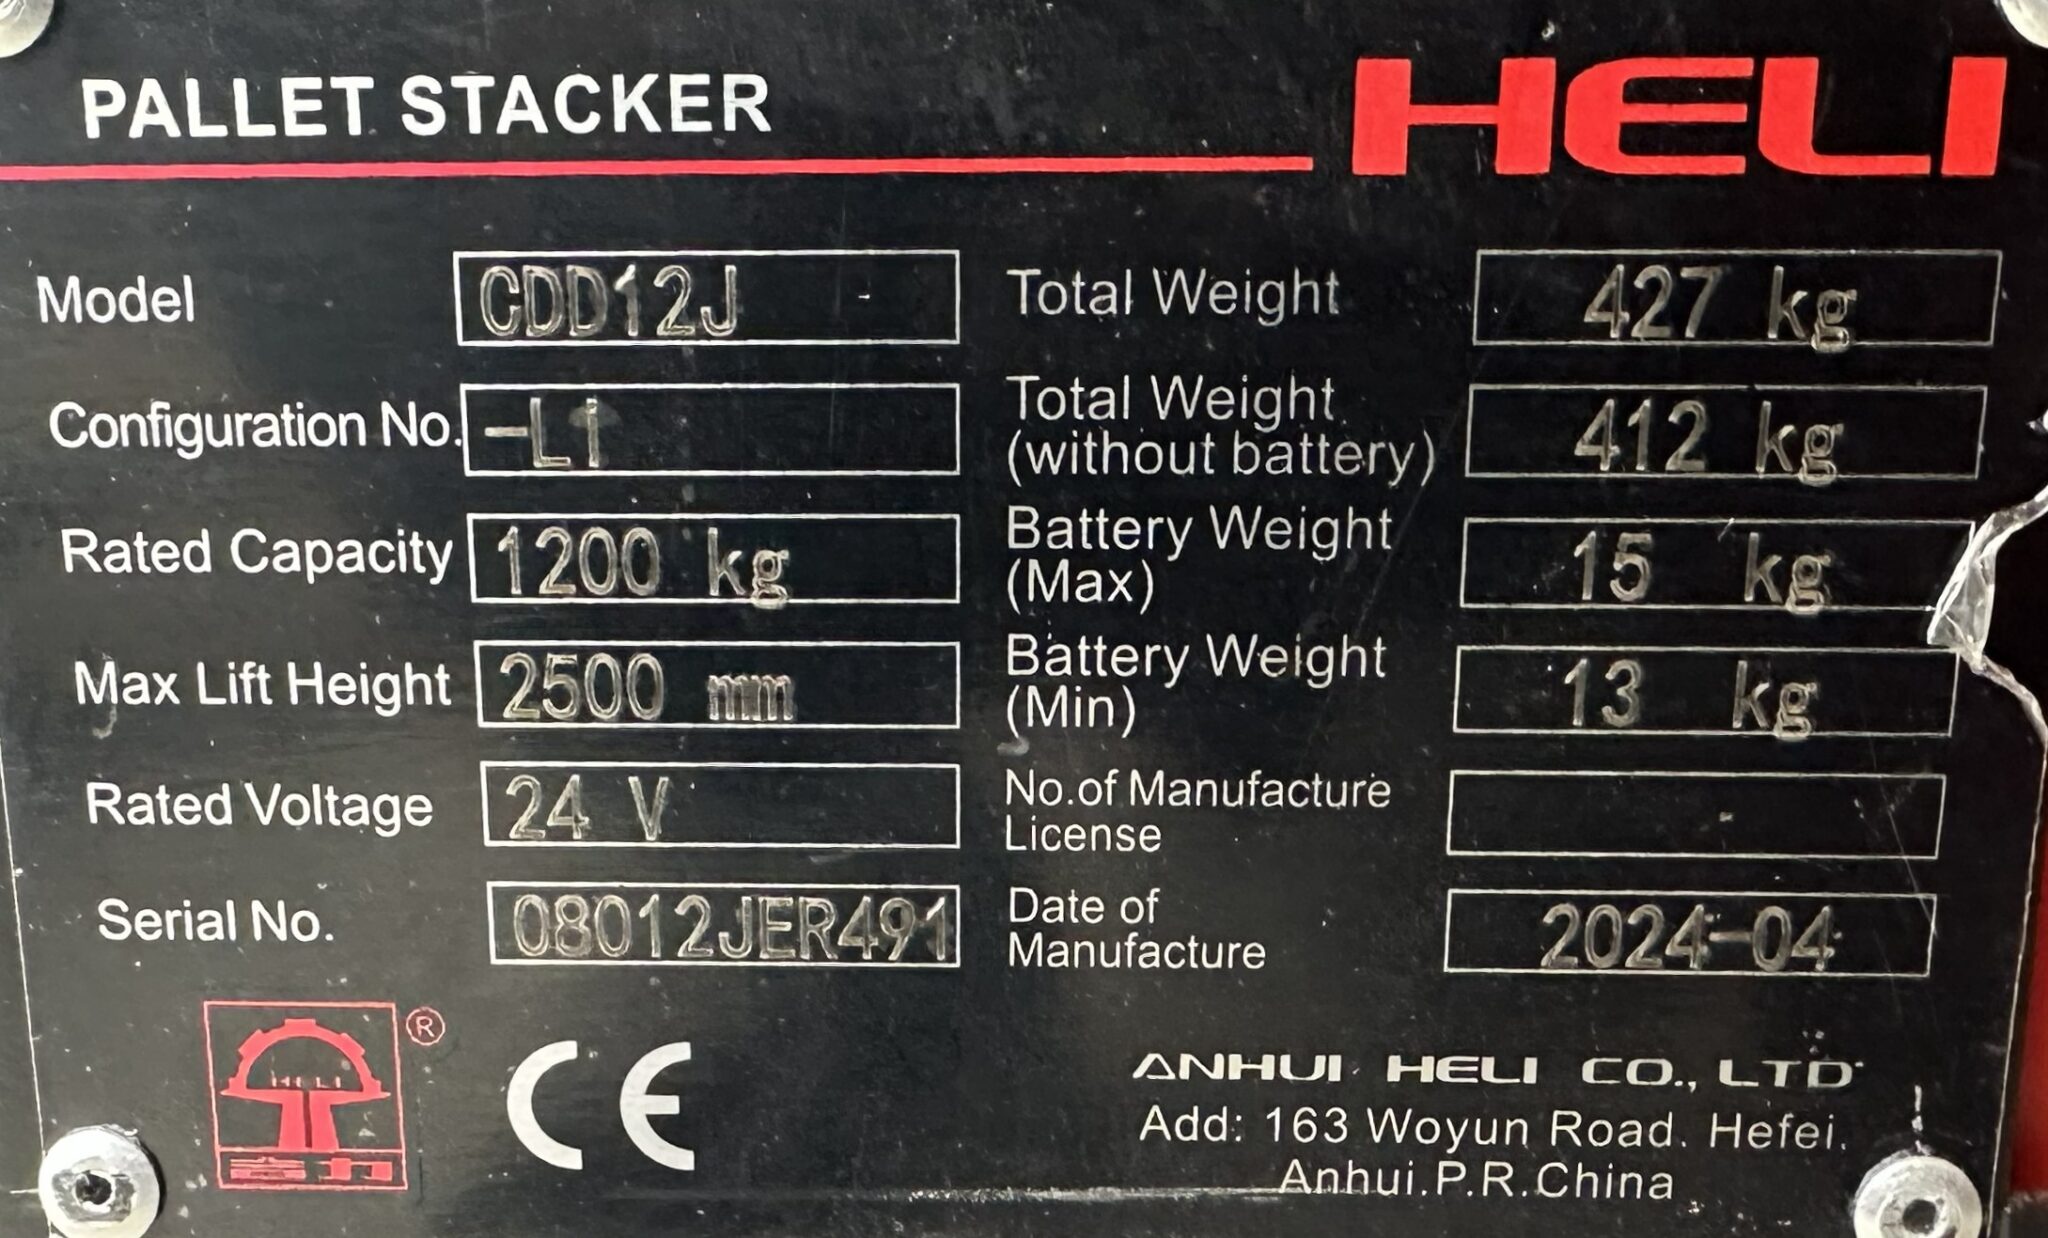 PALLET STACKER
HELI
Model CDD12J
Total Weight 427 kg
Configuration No. -Li
Total Weight
(without battery) 412 kg
Rated Capacity 1200 kg
Battery Weight
(Max) 15 kg
Max Lift Height 2500 mm
Battery Weight
(Min) 13 kg
Rated Voltage 24 V
No.of Manufacture
License
Serial No. 08012JER491
Date of
Manufacture 2024-04
HELI
®
CE
ANHUI HELI CO., LTD
Add: 163 Woyun Road. Hefei.
Anhui.P.R.China